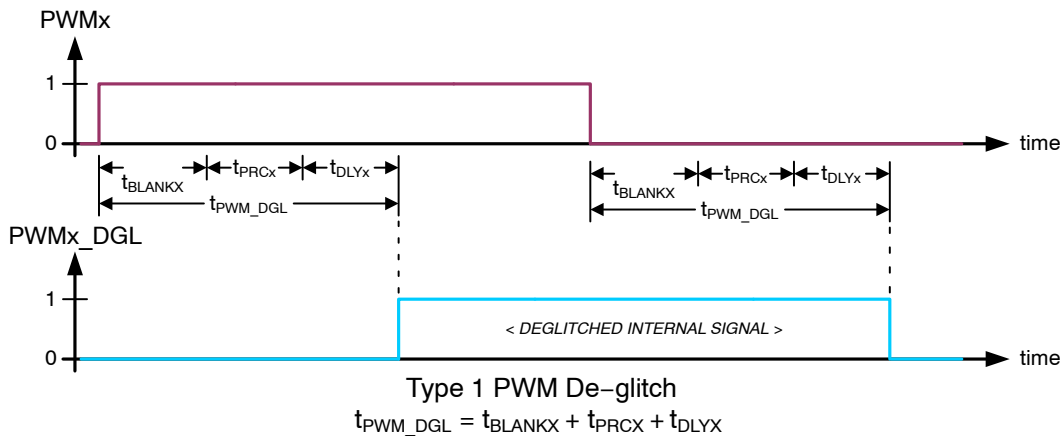 PWMx
1
0
time
tBLANKX
tPRCx
tDLYx
tPWM_DGL
tBLANKX
tPRCx
tDLYx
tPWM_DGL
PWMx_DGL
1
< DEGLITCHED INTERNAL SIGNAL >
0
time
Type 1 PWM De−glitch
tPWM_DGL = tBLANKX + tPRCX + tDLYX